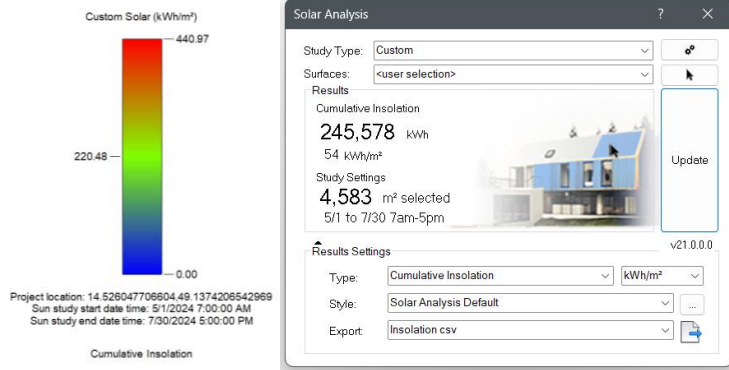 Custom Solar (kWh/m²)
440.97
220.48
0.00
Project location: 14.526047706604,49.1374206542969
Sun study start date time: 5/1/2024 7:00:00 AM
Sun study end date time: 7/30/2024 5:00:00 PM
Cumulative Insolation
Solar Analysis
Study Type: Custom
Surfaces: <user selection>
Results
Cumulative Insolation
245,578 kWh
54 kWh/m²
Study Settings
4,583 m² selected
5/1 to 7/30 7am-5pm
Update
v21.0.0.0
Results Settings
Type: Cumulative Insolation kWh/m²
Style: Solar Analysis Default ...
Export Insolation csv